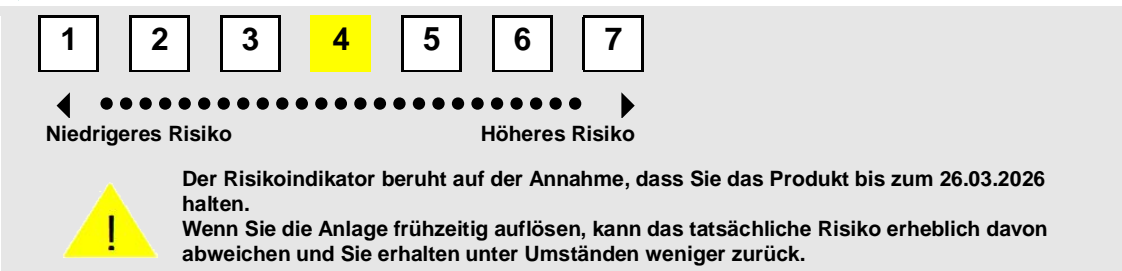 1 2 3 4 5 6 7
Niedrigeres Risiko Höheres Risiko
Der Risikoindikator beruht auf der Annahme, dass Sie das Produkt bis zum 26.03.2026
halten.
Wenn Sie die Anlage frühzeitig auflösen, kann das tatsächliche Risiko erheblich davon
abweichen und Sie erhalten unter Umständen weniger zurück.
!